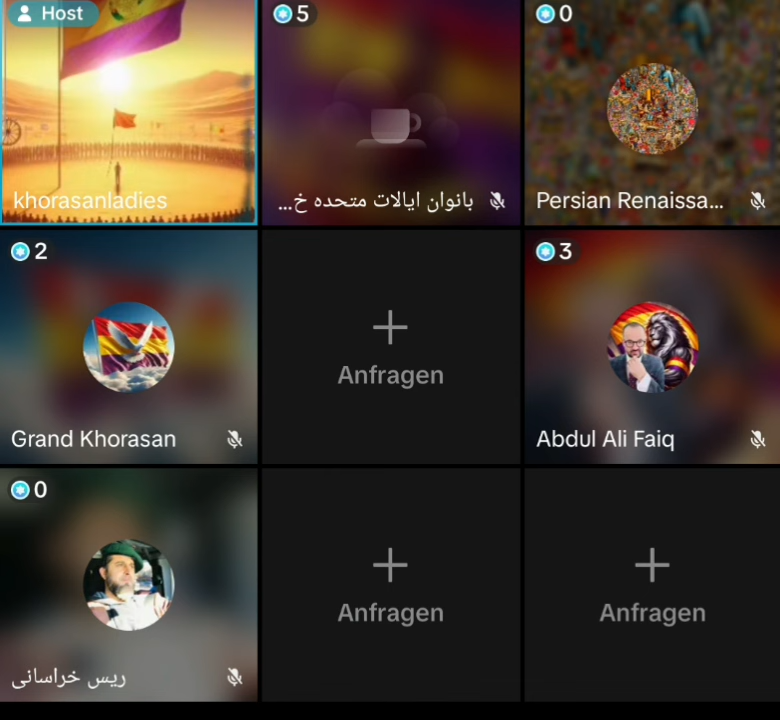 Host
5
0
khorasanladies
بانوان ایالات متحده خ...
Persian Renaissa...
2
3
Anfragen
Grand Khorasan
Abdul Ali Faiq
0
Anfragen
Anfragen
ریس خراسانی